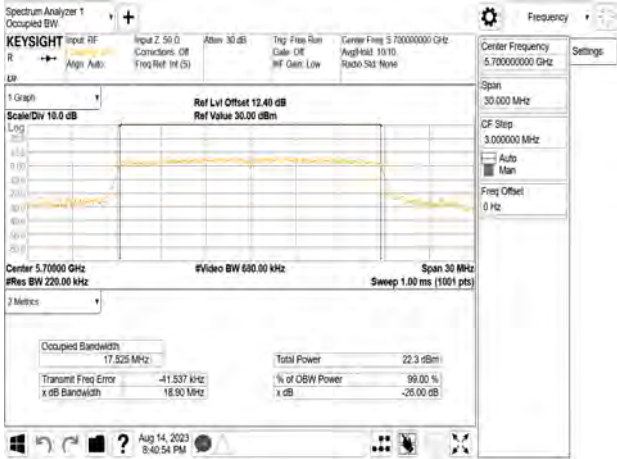 Spectrum Analyzer 1
Occupied BW
+
Frequency
KEYSIGHT
R
Input: RF
Align: Auto
Input Z: 50 Ω
Corrections: Off
Freq Ref: Int (S)
Atten: 30 dB
Trig: Free Run
Gate: Off
#IF Gain: Low
Center Freq: 5.700000000 GHz
Avg|Hold: 10/10
Radio Std: None
Center Frequency
5.700000000 GHz
Settings
Span
30.000 MHz
CF Step
3.000000 MHz
Auto
Man
Freq Offset
0 Hz
1 Graph
Scale/Div 10.0 dB
Ref Lvl Offset 12.40 dB
Ref Value 30.00 dBm
Log
Center 5.70000 GHz
#Video BW 680.00 kHz
Span 30 MHz
#Res BW 220.00 kHz
Sweep 1.00 ms (1001 pts)
2 Metrics
Occupied Bandwidth
17.525 MHz
Total Power
22.3 dBm
Transmit Freq Error
-41.537 kHz
% of OBW Power
99.00 %
x dB Bandwidth
18.90 MHz
x dB
-26.00 dB
?
Aug 14, 2023
8:40:54 PM